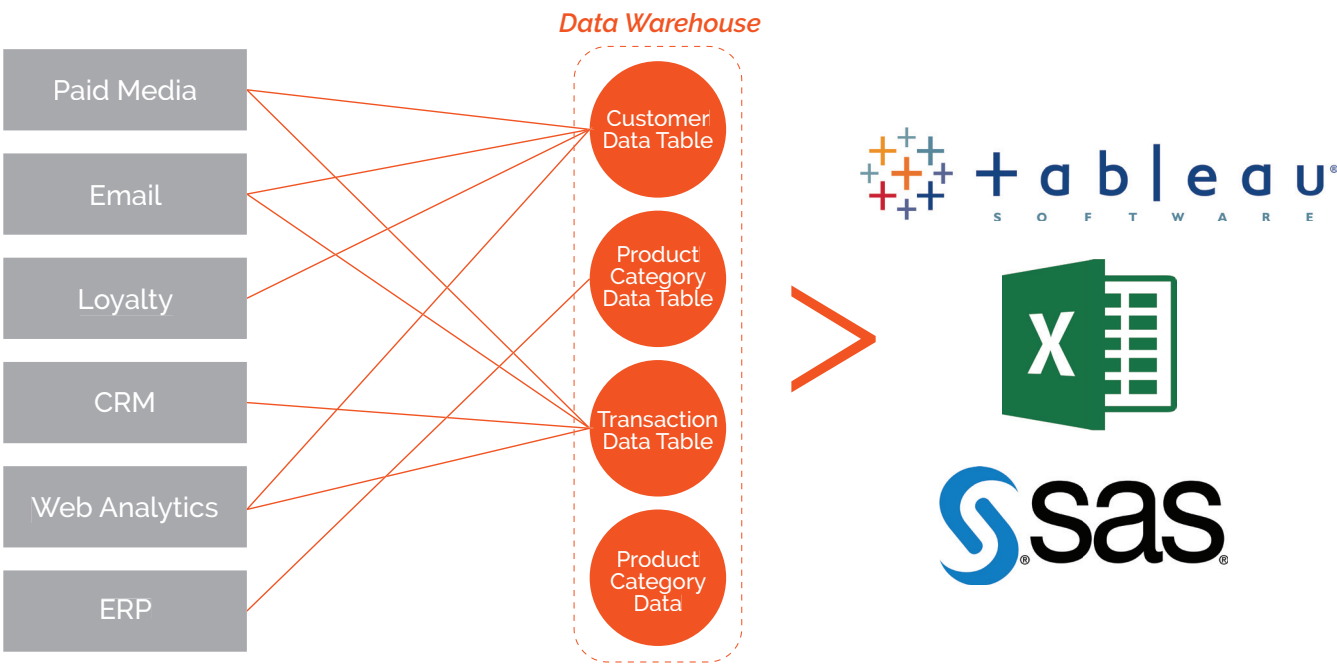 Data Warehouse
Paid Media
Email
Loyalty
CRM
Web Analytics
ERP
Customer
Data Table
Product
Category
Data Table
Transaction
Data Table
Product
Category
Data
+ableau®
SOFTWARE
X
sas®